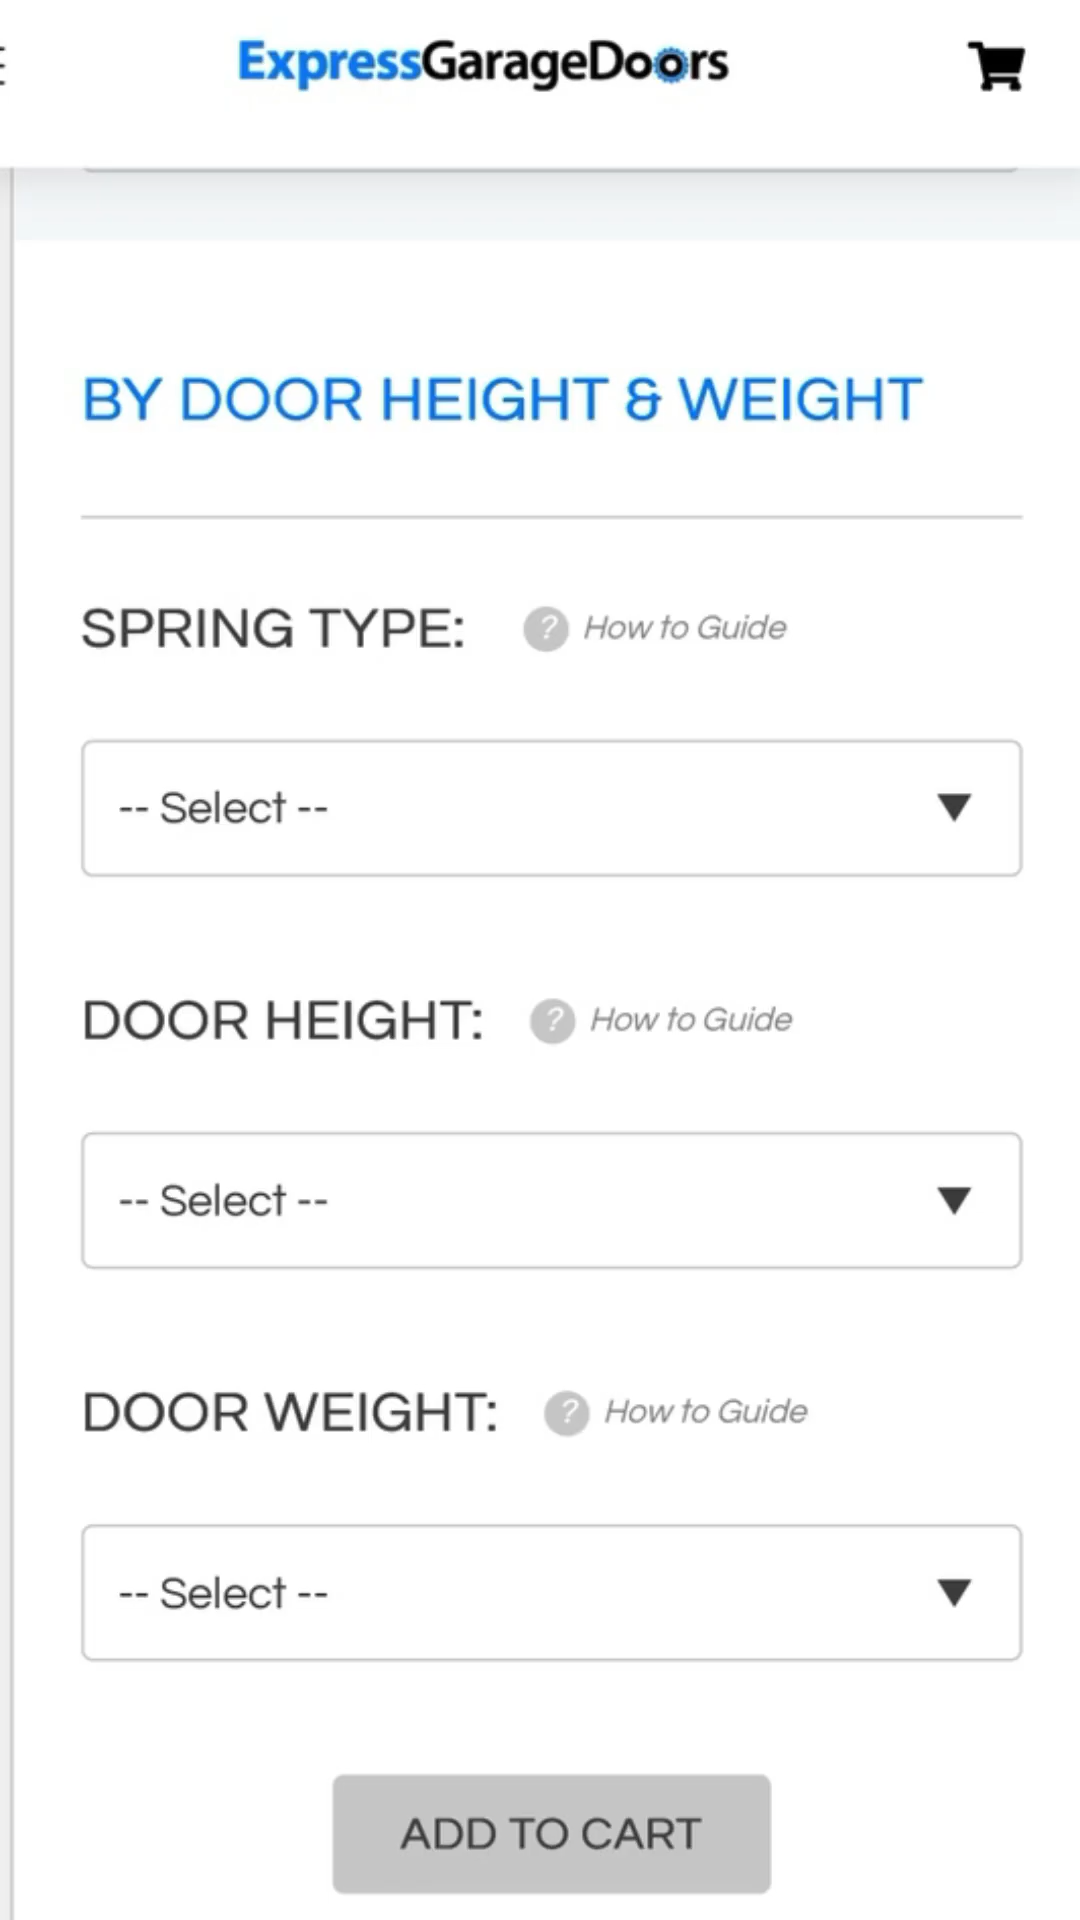 ExpressGarageDoors
BY DOOR HEIGHT & WEIGHT
SPRING TYPE:
? How to Guide
-- Select --
DOOR HEIGHT:
? How to Guide
-- Select --
DOOR WEIGHT:
? How to Guide
-- Select --
ADD TO CART